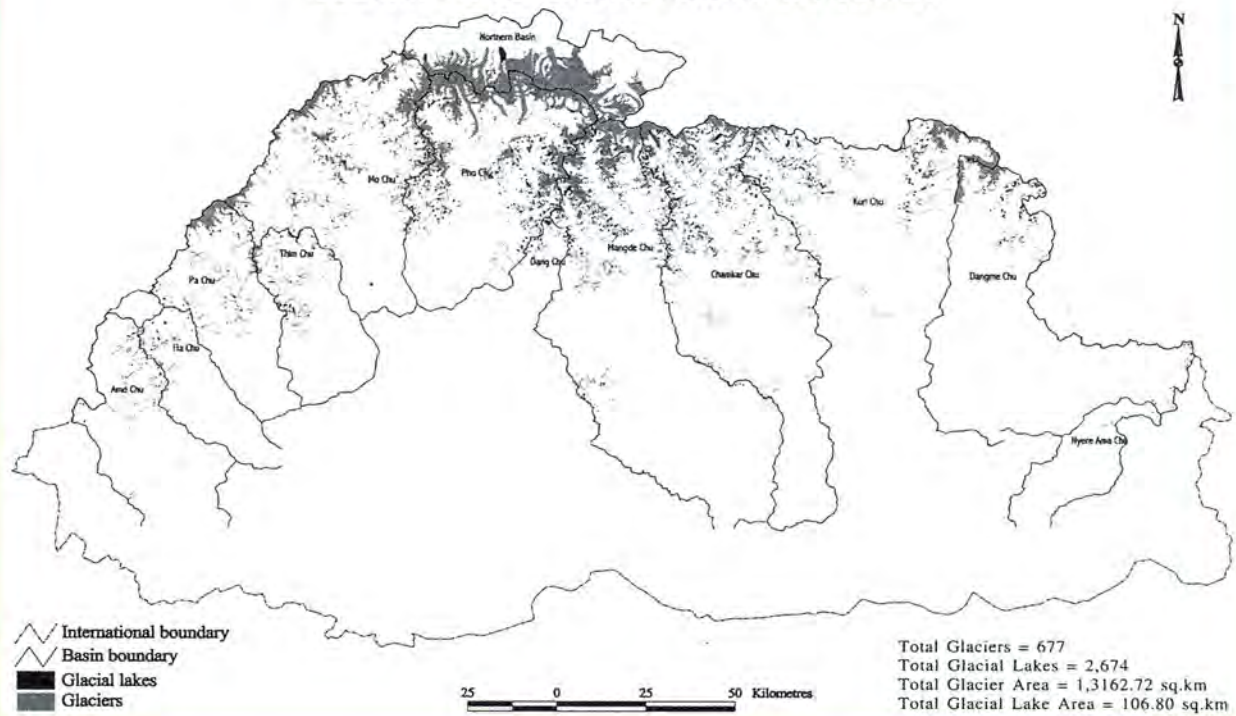 Northern Basin
N
Mo Chu
Pho Chu
Kuri Chu
Thim Chu
Dang Chu
Mangde Chu
Chamkar Chu
Dangme Chu
Pa Chu
Ha Chu
Amo Chu
Nyere Ama Chu
International boundary
Basin boundary
Glacial lakes
Glaciers
25 0 25 50 Kilometres
Total Glaciers = 677
Total Glacial Lakes = 2,674
Total Glacier Area = 1,3162.72 sq.km
Total Glacial Lake Area = 106.80 sq.km